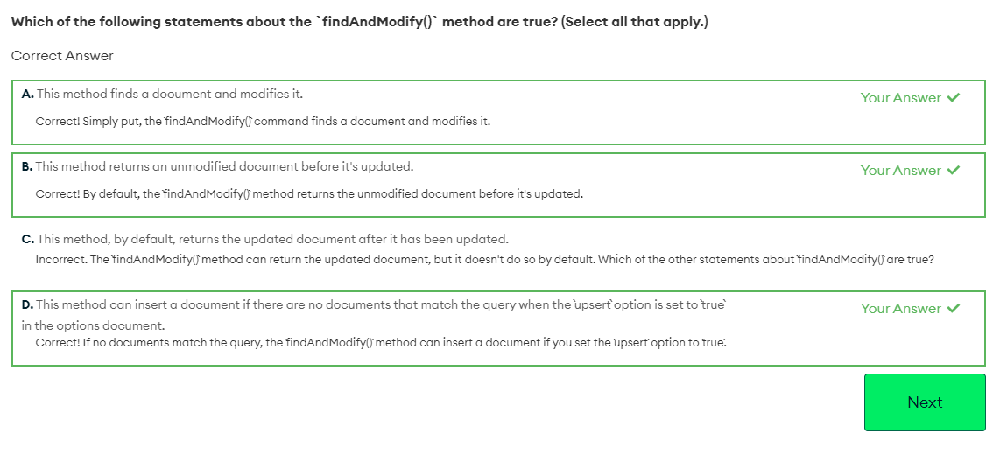 Which of the following statements about the `findAndModify()` method are true? (Select all that apply.)
Correct Answer
A. This method finds a document and modifies it.
Your Answer ✓
Correct! Simply put, the `findAndModify()` command finds a document and modifies it.
B. This method returns an unmodified document before it's updated.
Your Answer ✓
Correct! By default, the `findAndModify()` method returns the unmodified document before it's updated.
C. This method, by default, returns the updated document after it has been updated.
Incorrect. The `findAndModify()` method can return the updated document, but it doesn't do so by default. Which of the other statements about `findAndModify()` are true?
D. This method can insert a document if there are no documents that match the query when the `upsert` option is set to `true`
Your Answer ✓
in the options document.
Correct! If no documents match the query, the `findAndModify()` method can insert a document if you set the `upsert` option to `true`.
Next